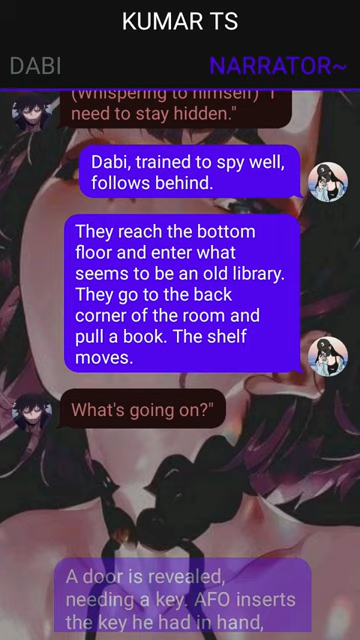 KUMAR TS
DABI
NARRATOR~
(Whispering to himself) "I
need to stay hidden."
Dabi, trained to spy well,
follows behind.
They reach the bottom
floor and enter what
seems to be an old library.
They go to the back
corner of the room and
pull a book. The shelf
moves.
What's going on?"
A door is revealed,
needing a key. AFO inserts
the key he had in hand,